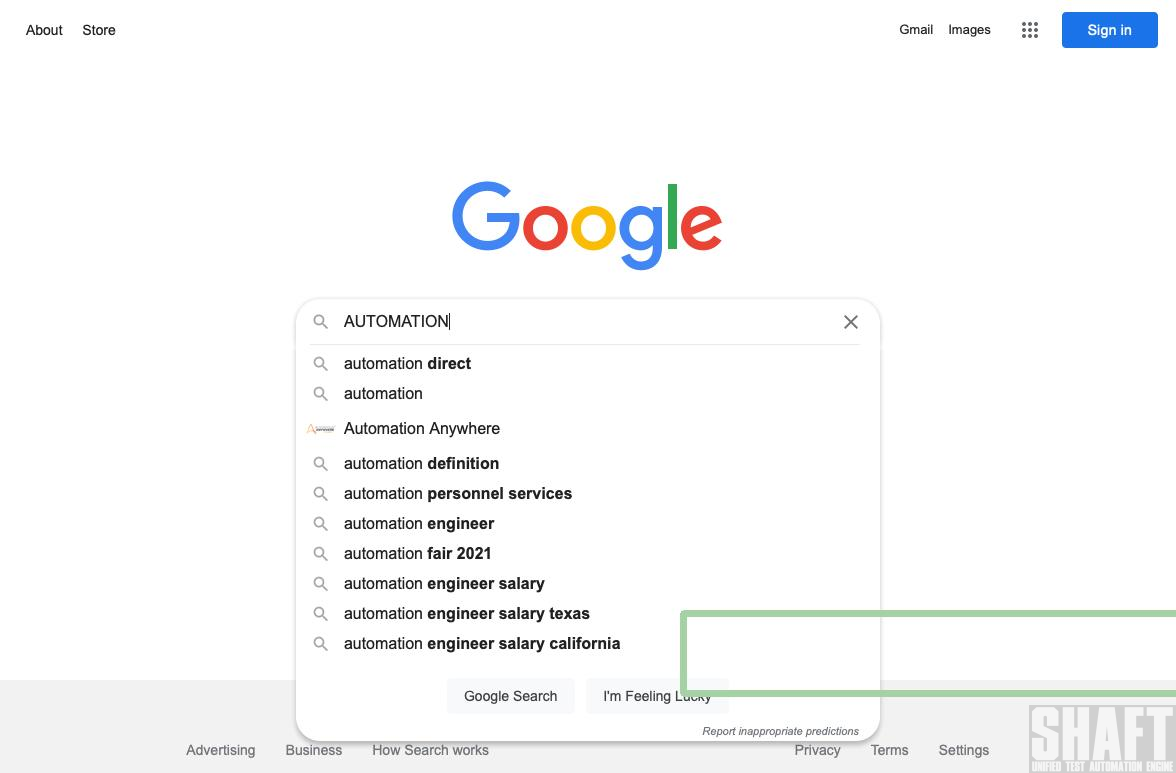 About Store Gmail Images Sign in
Google
AUTOMATION
automation direct
automation
Automation Anywhere
automation definition
automation personnel services
automation engineer
automation fair 2021
automation engineer salary
automation engineer salary texas
automation engineer salary california
Google Search I'm Feeling Lucky
Report inappropriate predictions
Advertising Business How Search works Privacy Terms Settings
SHAFT
UNIFIED TEST AUTOMATION ENGINE